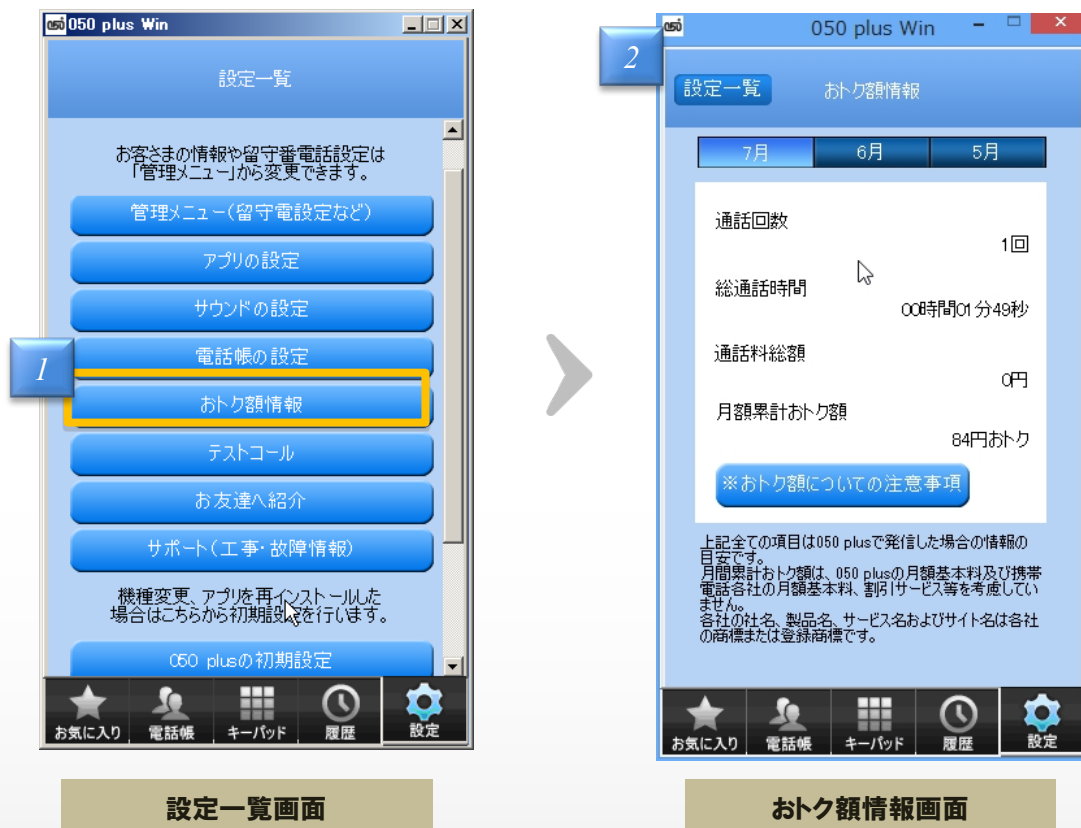 050 plus Win
設定一覧
お客さまの情報や留守番電話設定は
「管理メニュー」から変更できます。
管理メニュー(留守電設定など)
アプリの設定
サウンドの設定
電話帳の設定
1
おトク額情報
テストコール
お友達へ紹介
サポート(工事・故障情報)
機種変更、アプリを再インストールした
場合はこちらから初期設定を行います。
050 plusの初期設定
お気に入り 電話帳 キーパッド 履歴 設定
設定一覧画面
050 plus Win
2
設定一覧 おトク額情報
7月 6月 5月
通話回数
1回
総通話時間
00時間01分49秒
通話料総額
0円
月額累計おトク額
84円おトク
※おトク額についての注意事項
上記全ての項目は050 plusで発信した場合の情報の
目安です。
月間累計おトク額は、050 plusの月額基本料及び携帯
電話各社の月額基本料、割引サービス等を考慮してい
ません。
各社の社名、製品名、サービス名およびサイト名は各社
の商標または登録商標です。
お気に入り 電話帳 キーパッド 履歴 設定
おトク額情報画面